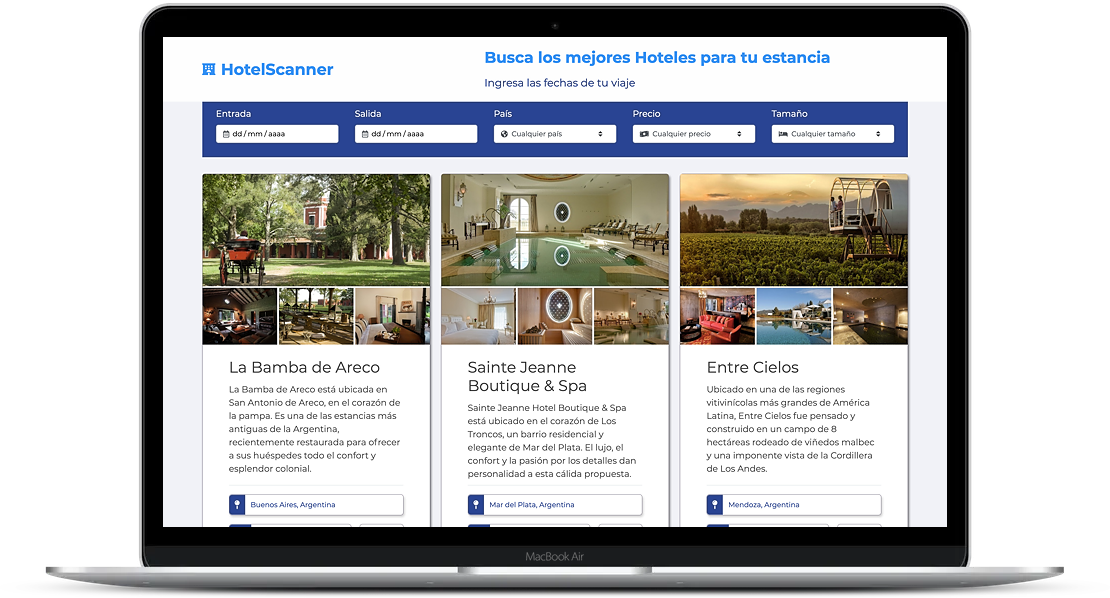 HotelScanner
Busca los mejores Hoteles para tu estancia
Ingresa las fechas de tu viaje
Entrada
Salida
País
Precio
Tamaño
dd/mm/aaaa
dd/mm/aaaa
Cualquier país
Cualquier precio
Cualquier tamaño
La Bamba de Areco
La Bamba de Areco está ubicada en
San Antonio de Areco, en el corazón de
la pampa. Es una de las estancias más
antiguas de la Argentina,
recientemente restaurada para ofrecer
a sus huéspedes todo el confort y
esplendor colonial.
Buenos Aires, Argentina
Sainte Jeanne
Boutique & Spa
Sainte Jeanne Hotel Boutique & Spa
está ubicado en el corazón de Los
Troncos, un barrio residencial y
elegante de Mar del Plata. El lujo, el
confort y la pasión por los detalles dan
personalidad a esta cálida propuesta.
Mar del Plata, Argentina
Entre Cielos
Ubicado en una de las regiones
vitivinícolas más grandes de América
Latina, Entre Cielos fue pensado y
construido en un campo de 8
hectáreas rodeado de viñedos malbec
y una imponente vista de la Cordillera
de Los Andes.
Mendoza, Argentina
MacBook Air